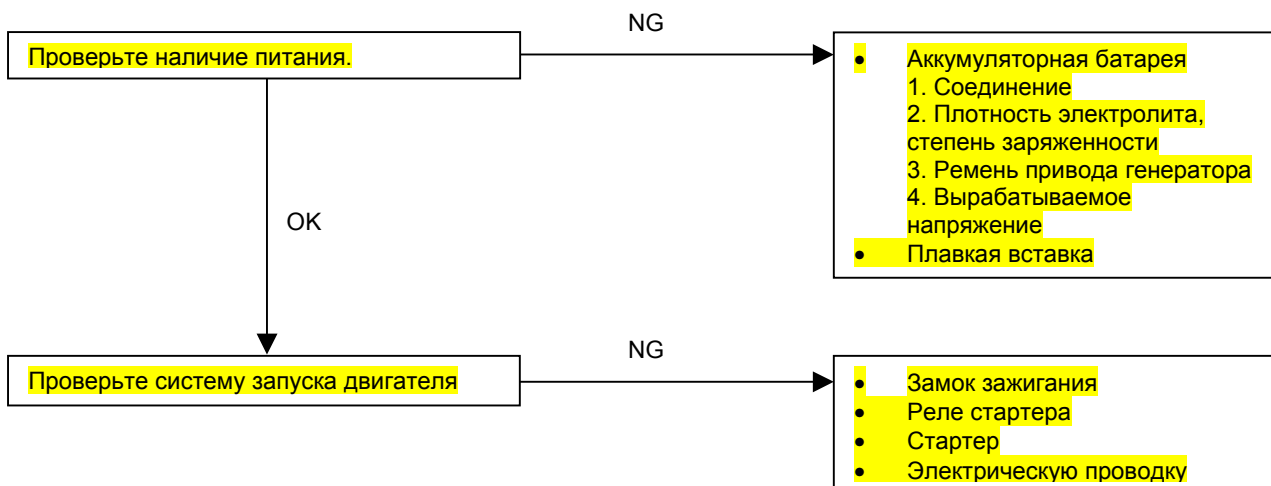 NG
Проверьте наличие питания.
• Аккумуляторная батарея
1. Соединение
2. Плотность электролита,
степень заряженности
3. Ремень привода генератора
4. Вырабатываемое
напряжение
• Плавкая вставка
OK
NG
Проверьте систему запуска двигателя
• Замок зажигания
• Реле стартера
• Стартер
• Электрическую проводку